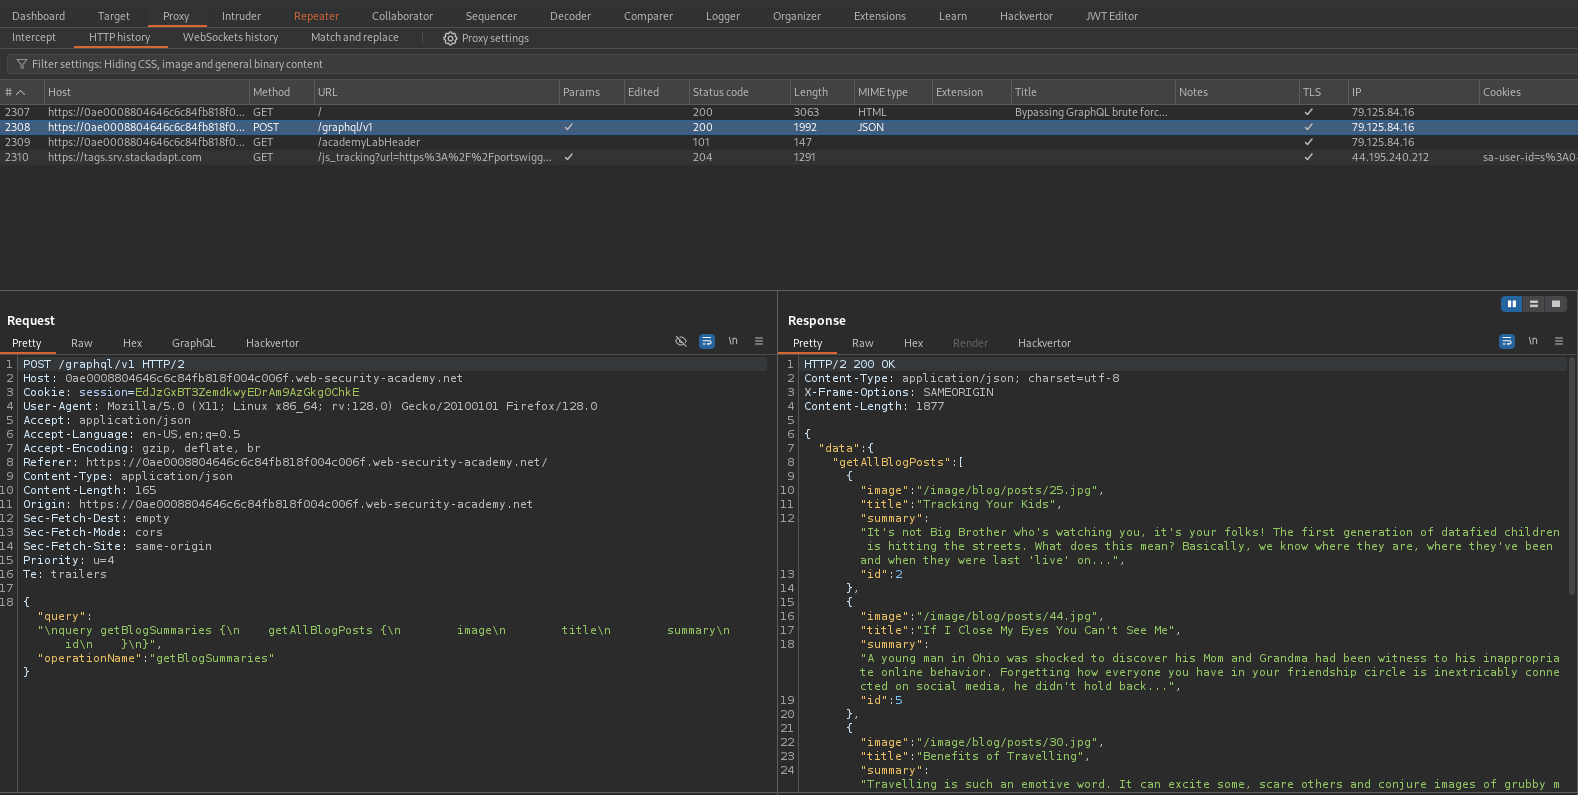 Dashboard Target Proxy Intruder Repeater Collaborator Sequencer Decoder Comparer Logger Organizer Extensions Learn Hackvertor JWT Editor
Intercept HTTP history WebSockets history Match and replace Proxy settings
Filter settings: Hiding CSS, image and general binary content
# Host Method URL Params Edited Status code Length MIME type Extension Title Notes TLS IP Cookies
2307 https://0ae0008804646c6c84fb818f0... GET / 200 3063 HTML Bypassing GraphQL brute forc... ✓ 79.125.84.16
2308 https://0ae0008804646c6c84fb818f0... POST /graphql/v1 ✓ 200 1992 JSON ✓ 79.125.84.16
2309 https://0ae0008804646c6c84fb818f0... GET /academyLabHeader 101 147 ✓ 79.125.84.16
2310 https://tags.srv.stackadapt.com GET /js_tracking?url=https%3A%2F%2Fportswigg... ✓ 204 1291 ✓ 44.195.240.212 sa-user-id=s%3A0-
Request
Pretty Raw Hex GraphQL Hackvertor \n
1 POST /graphql/v1 HTTP/2
2 Host: 0ae0008804646c6c84fb818f004c006f.web-security-academy.net
3 Cookie: session=EdJzGxBT3ZemdkwyEDrAm9AzGkg0ChkE
4 User-Agent: Mozilla/5.0 (X11; Linux x86_64; rv:128.0) Gecko/20100101 Firefox/128.0
5 Accept: application/json
6 Accept-Language: en-US,en;q=0.5
7 Accept-Encoding: gzip, deflate, br
8 Referer: https://0ae0008804646c6c84fb818f004c006f.web-security-academy.net/
9 Content-Type: application/json
10 Content-Length: 165
11 Origin: https://0ae0008804646c6c84fb818f004c006f.web-security-academy.net
12 Sec-Fetch-Dest: empty
13 Sec-Fetch-Mode: cors
14 Sec-Fetch-Site: same-origin
15 Priority: u=4
16 Te: trailers
17
18 {
"query":
"\nquery getBlogSummaries {\n    getAllBlogPosts {\n        image\n        title\n        summary\n
id\n    }\n}",
"operationName":"getBlogSummaries"
}
Response
Pretty Raw Hex Render Hackvertor \n
1 HTTP/2 200 OK
2 Content-Type: application/json; charset=utf-8
3 X-Frame-Options: SAMEORIGIN
4 Content-Length: 1877
5
6 {
7 "data":{
8 "getAllBlogPosts":[
9 {
10 "image":"/image/blog/posts/25.jpg",
11 "title":"Tracking Your Kids",
12 "summary":
"It's not Big Brother who's watching you, it's your folks! The first generation of datafied children
is hitting the streets. What does this mean? Basically, we know where they are, where they've been
and when they were last 'live' on...",
13 "id":2
14 },
15 {
16 "image":"/image/blog/posts/44.jpg",
17 "title":"If I Close My Eyes You Can't See Me",
18 "summary":
"A young man in Ohio was shocked to discover his Mom and Grandma had been witness to his inappropria
te online behavior. Forgetting how everyone you have in your friendship circle is inextricably conne
cted on social media, he didn't hold back...",
19 "id":5
20 },
21 {
22 "image":"/image/blog/posts/30.jpg",
23 "title":"Benefits of Travelling",
24 "summary":
"Travelling is such an emotive word. It can excite some, scare others and conjure images of grubby m